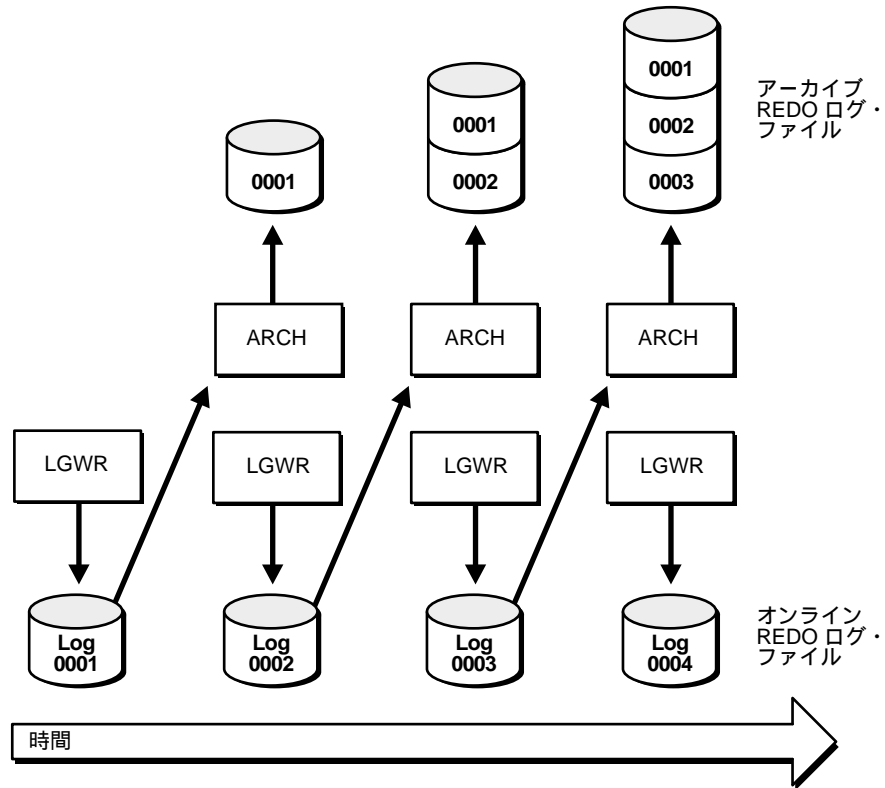 0001
0001
0002
0001
0002
0003
アーカイブ
REDO ログ・
ファイル
ARCH
ARCH
ARCH
LGWR
LGWR
LGWR
LGWR
Log
0001
Log
0002
Log
0003
Log
0004
オンライン
REDO ログ・
ファイル
時間